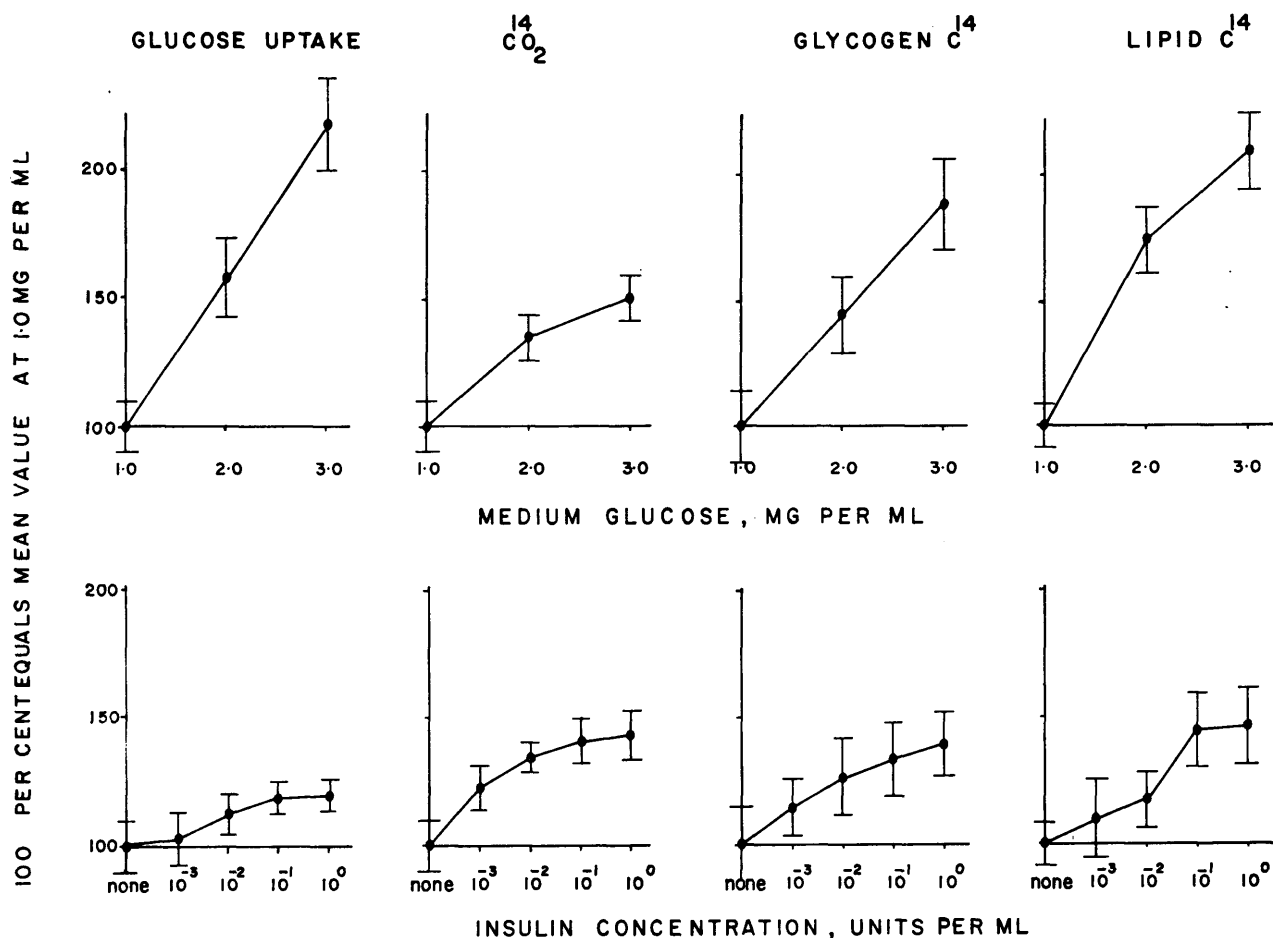 GLUCOSE UPTAKE
14
CO2
GLYCOGEN C14
LIPID C14
100 PER CENTEQUALS MEAN VALUE AT 1·0 MG PER ML
200
150
100
1·0 2·0 3·0
1·0 2·0 3·0
1·0 2·0 3·0
1·0 2·0 3·0
MEDIUM GLUCOSE, MG PER ML
200
150
100
none 10-3 10-2 10-1 100
none 10-3 10-2 10-1 100
none 10-3 10-2 10-1 100
none 10-3 10-2 10-1 100
INSULIN CONCENTRATION, UNITS PER ML